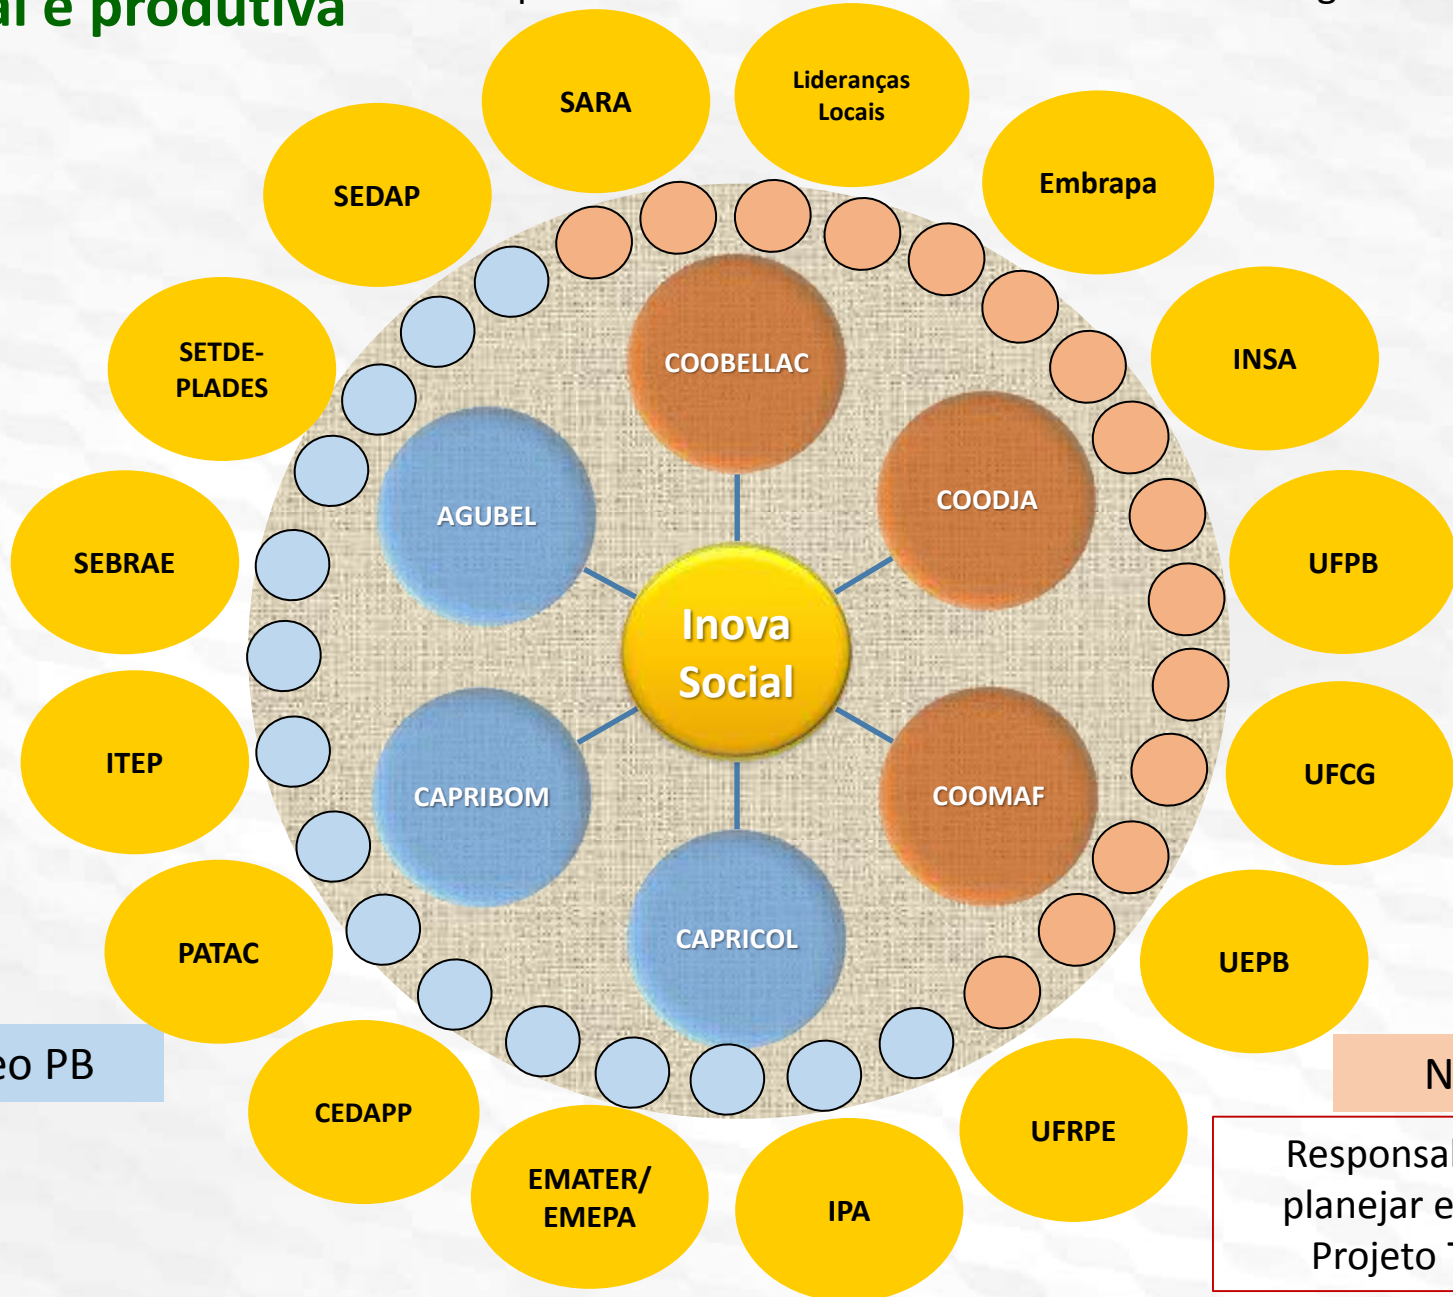 al e produtiva
SARA
Lideranças
Locais
SEDAP
Embrapa
SETDE-
PLADES
COOBELLAC
INSA
AGUBEL
COODJA
SEBRAE
UFPB
Inova
Social
ITEP
UFCG
CAPRIBOM
COOMAF
PATAC
CAPRICOL
UEPB
eo PB
N
CEDAPP
UFRPE
EMATER/
EMEPA
IPA
Responsal
planejar e
Projeto T